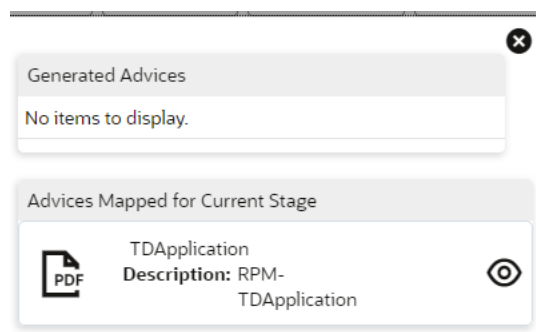 Generated Advices
No items to display.
Advices Mapped for Current Stage
TDApplication
PDF
Description: RPM-
TDApplication